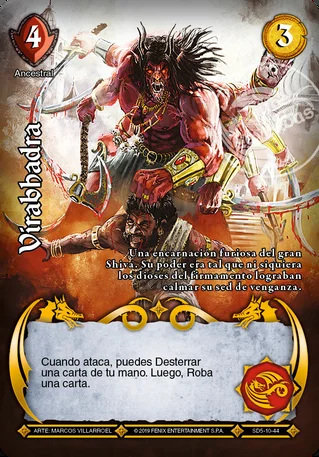 4
3
Ancestral
Virabhadra
Una encarnación furiosa del gran
Shiva. Su poder era tal que ni siquiera
los dioses del firmamento lograban
calmar su sed de venganza.
Cuando ataca, puedes Desterrar
una carta de tu mano. Luego, Roba
una carta.
ARTE: MARCOS VILLARROEL
© 2019 FENIX ENTERTAINMENT S.P.A.
SD5-10-44